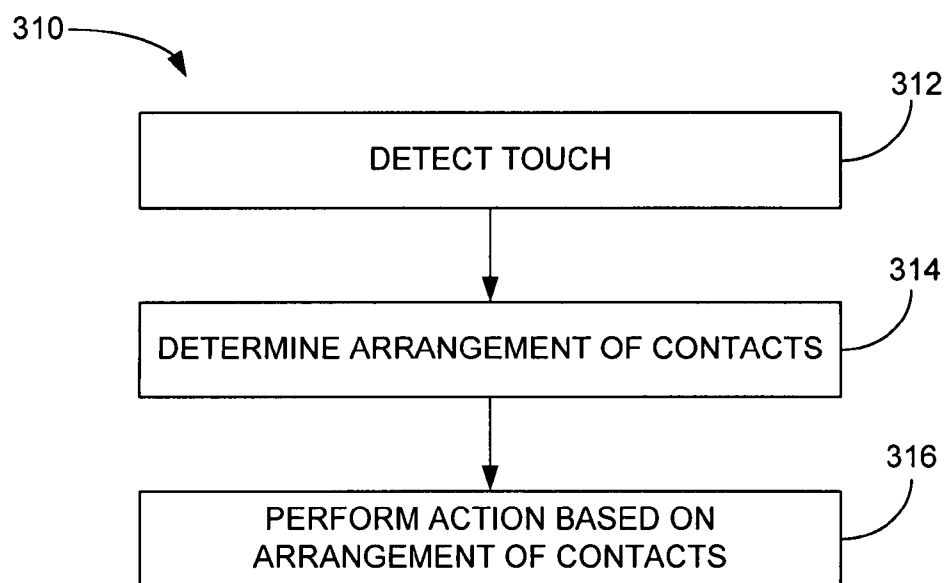 310
312
DETECT TOUCH
314
DETERMINE ARRANGEMENT OF CONTACTS
316
PERFORM ACTION BASED ON
ARRANGEMENT OF CONTACTS